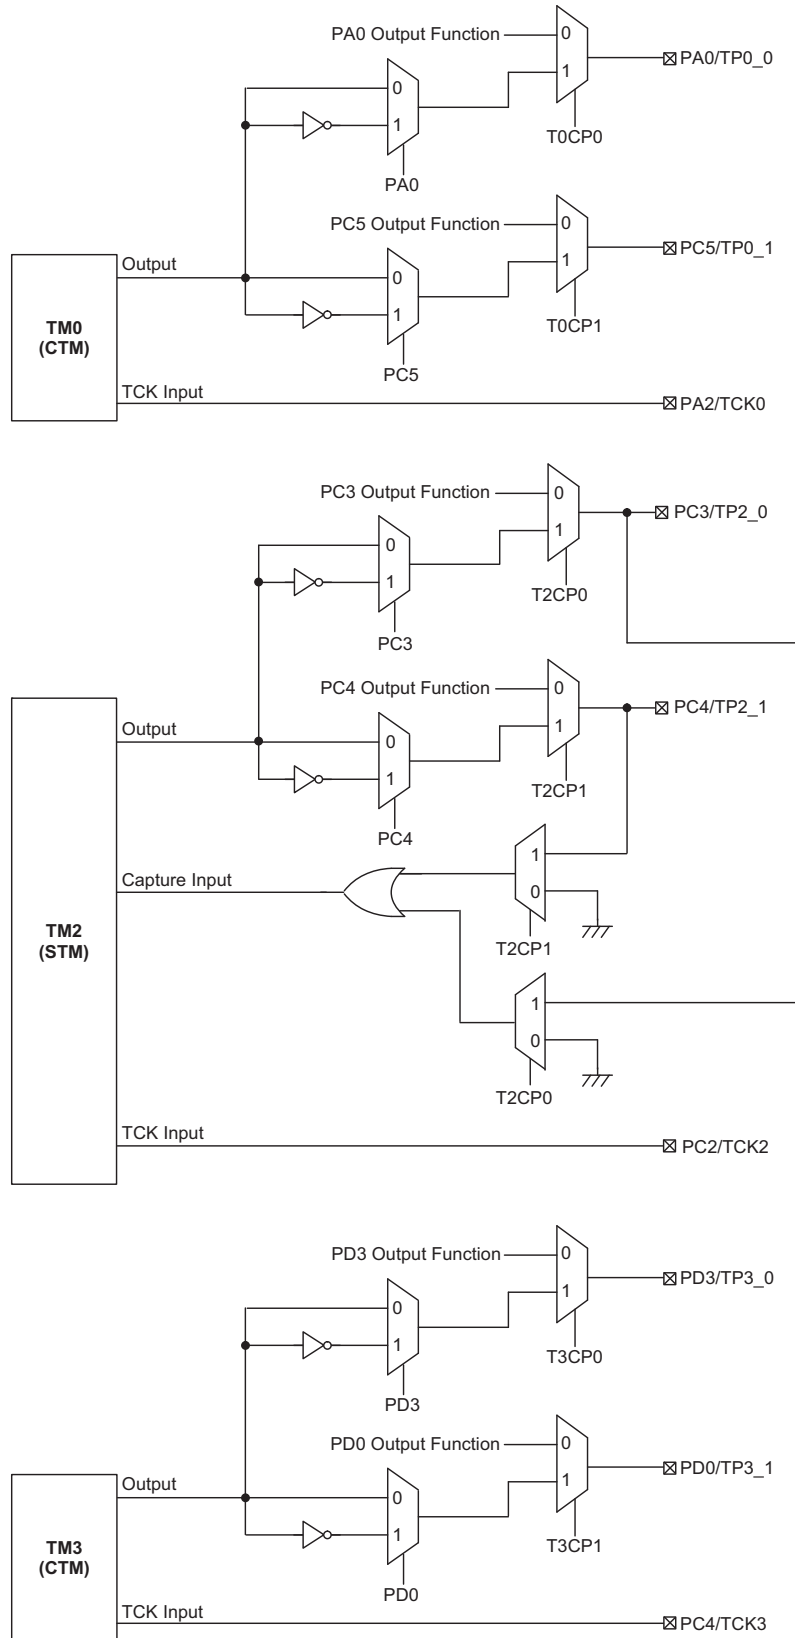 PA0 Output Function
0
1
PA0/TP0_0
T0CP0
0
1
PA0
PC5 Output Function
0
1
PC5/TP0_1
T0CP1
Output
0
1
PC5
TM0
(CTM)
TCK Input
PA2/TCK0
PC3 Output Function
0
1
PC3/TP2_0
T2CP0
0
1
PC3
PC4 Output Function
0
1
PC4/TP2_1
T2CP1
Output
0
1
PC4
Capture Input
1
0
T2CP1
TM2
(STM)
1
0
T2CP0
TCK Input
PC2/TCK2
PD3 Output Function
0
1
PD3/TP3_0
T3CP0
0
1
PD3
PD0 Output Function
0
1
PD0/TP3_1
T3CP1
Output
0
1
PD0
TM3
(CTM)
TCK Input
PC4/TCK3